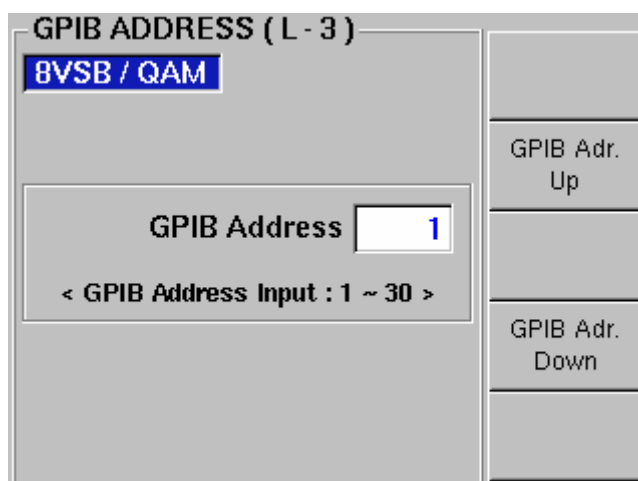 GPIB ADDRESS ( L - 3 )
8VSB / QAM
GPIB Adr.
Up
GPIB Address 1
< GPIB Address Input : 1 ~ 30 >
GPIB Adr.
Down